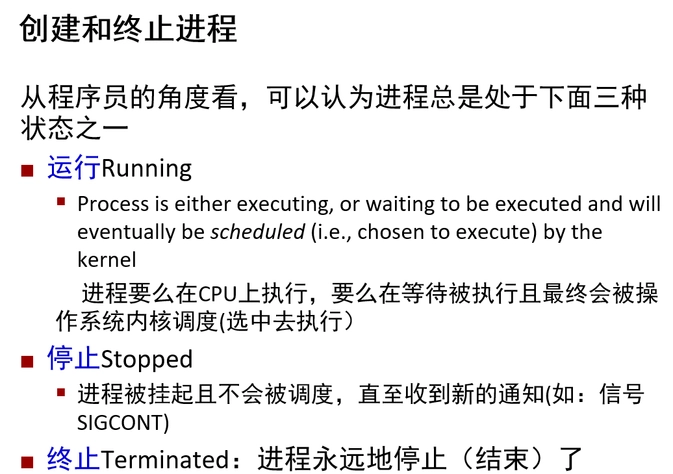 创建和终止进程
从程序员的角度看，可以认为进程总是处于下面三种
状态之一
运行Running
Process is either executing, or waiting to be executed and will
eventually be scheduled (i.e., chosen to execute) by the
kernel
进程要么在CPU上执行，要么在等待被执行且最终会被操
作系统内核调度(选中去执行）
停止Stopped
进程被挂起且不会被调度，直至收到新的通知(如：信号
SIGCONT)
终止Terminated：进程永远地停止（结束）了